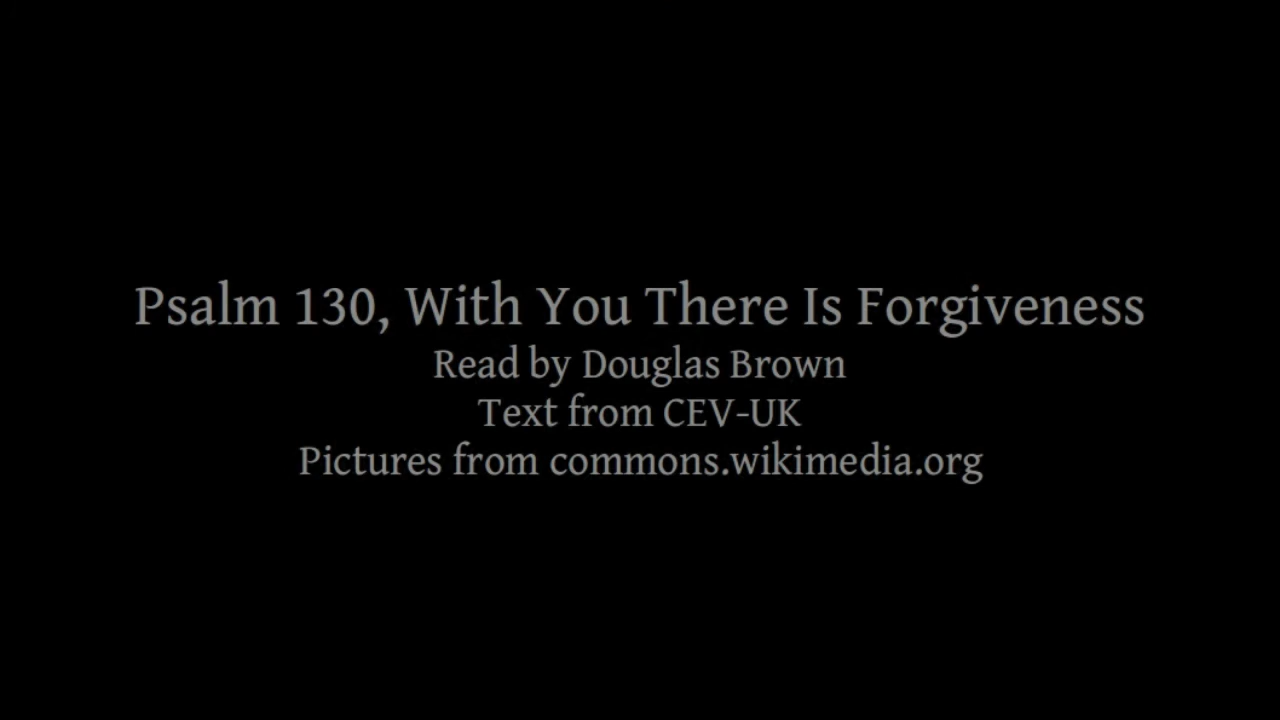 Psalm 130, With You There Is Forgiveness
Read by Douglas Brown
Text from CEV-UK
Pictures from commons.wikimedia.org